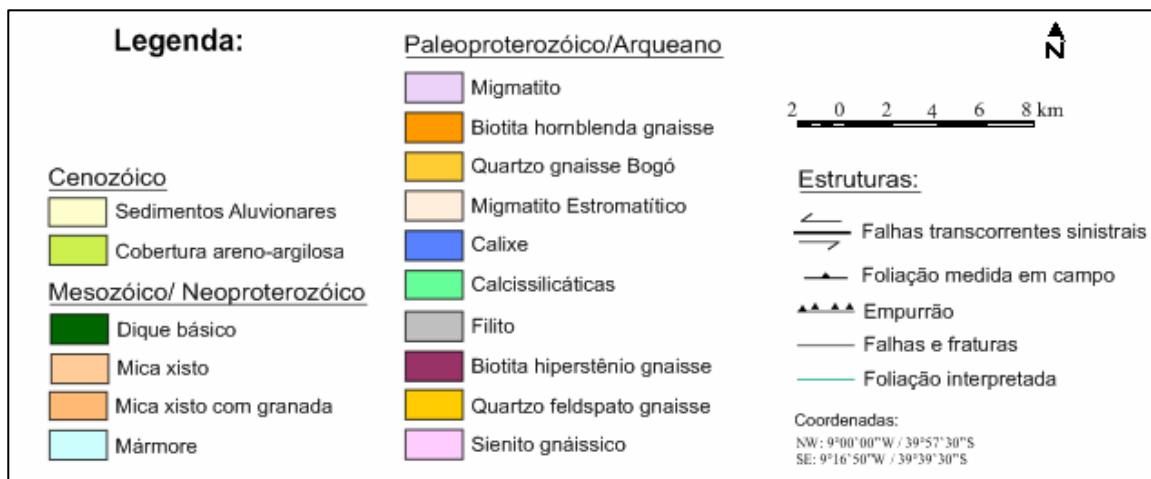 Legenda:
Cenozóico
Sedimentos Aluvionares
Cobertura areno-argilosa
Mesozóico/ Neoproterozóico
Dique básico
Mica xisto
Mica xisto com granada
Mármore
Paleoproterozóico/Arqueano
Migmatito
Biotita hornblenda gnaisse
Quartzo gnaisse Bogó
Migmatito Estromatítico
Calixe
Calcissilicáticas
Filito
Biotita hiperstênio gnaisse
Quartzo feldspato gnaisse
Sienito gnáissico
N
2 0 2 4 6 8 km
Estruturas:
Falhas transcorrentes sinistrais
Foliação medida em campo
Empurrão
Falhas e fraturas
Foliação interpretada
Coordenadas:
NW: 9°00'00"W / 39°57'30"S
SE: 9°16'50"W / 39°39'30"S